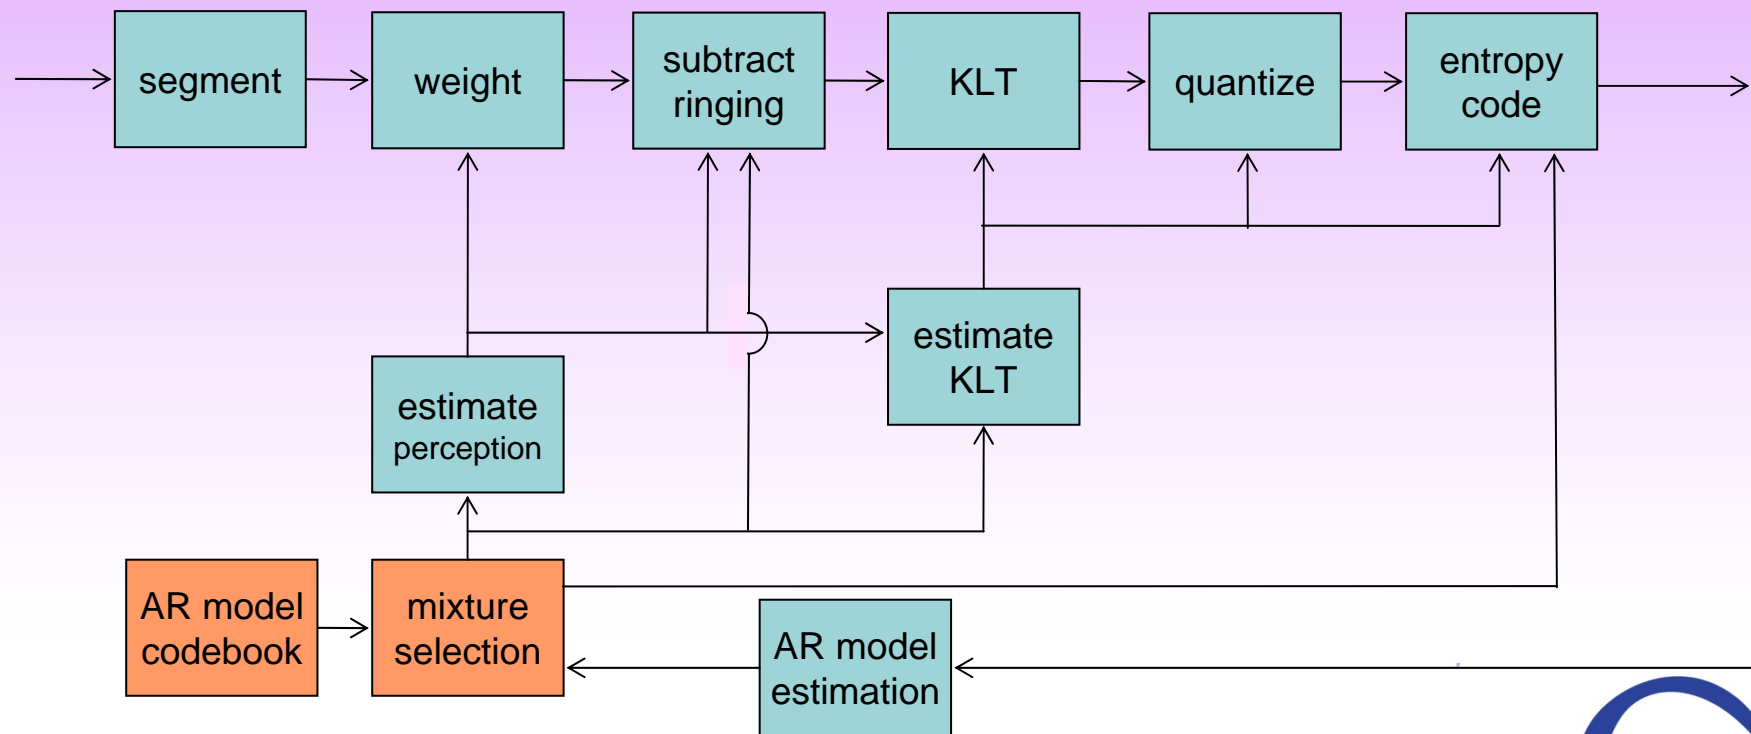 segment
weight
subtract
ringing
KLT
quantize
entropy
code
estimate
KLT
estimate
perception
AR model
codebook
mixture
selection
AR model
estimation